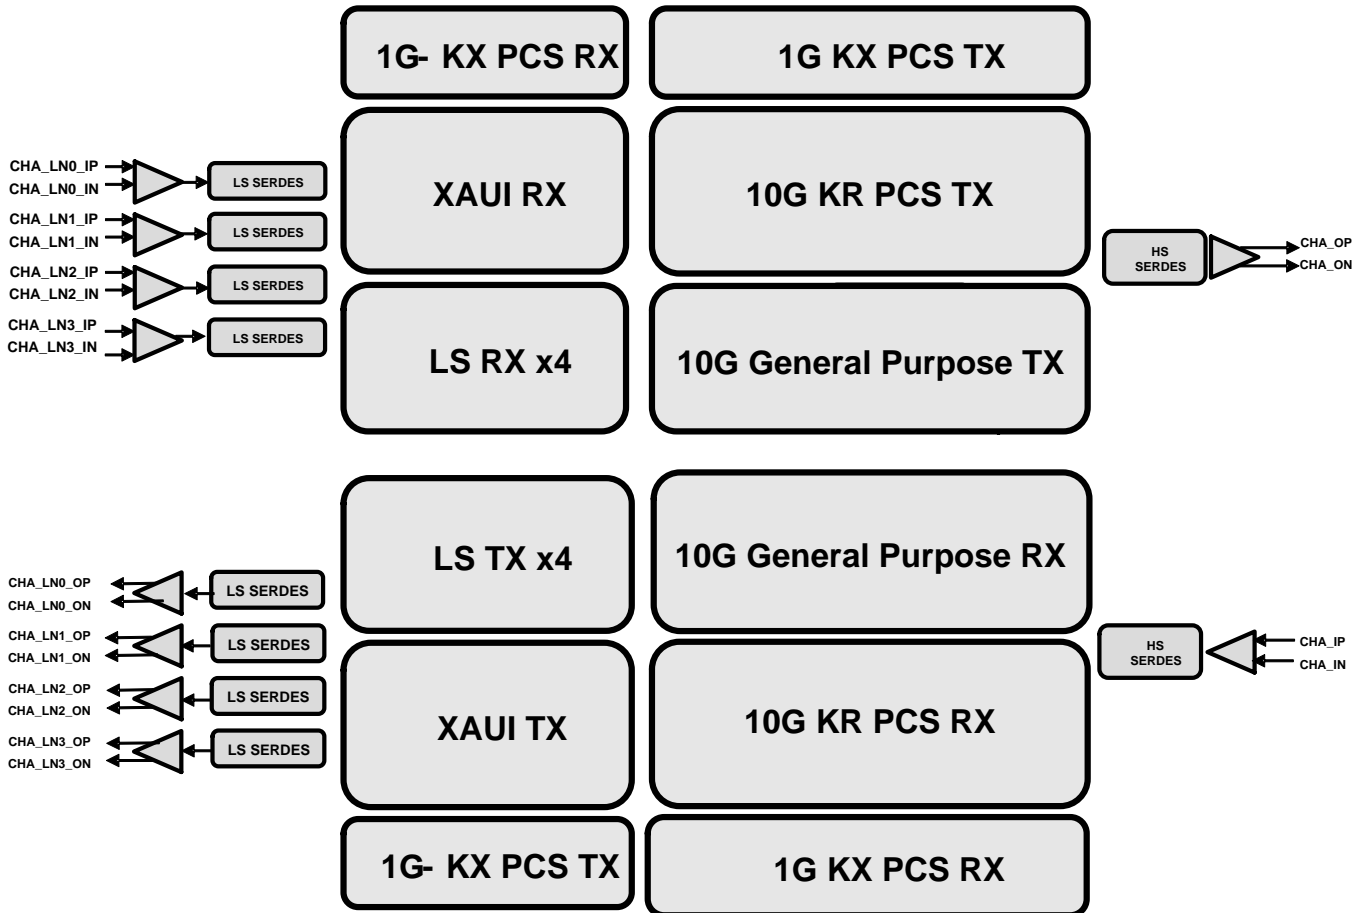 1G- KX PCS RX
1G KX PCS TX
CHA_LN0_IP
CHA_LN0_IN
LS SERDES
CHA_LN1_IP
CHA_LN1_IN
LS SERDES
CHA_LN2_IP
CHA_LN2_IN
LS SERDES
CHA_LN3_IP
CHA_LN3_IN
LS SERDES
XAUI RX
10G KR PCS TX
LS RX x4
10G General Purpose TX
HS
SERDES
CHA_OP
CHA_ON
LS TX x4
10G General Purpose RX
CHA_LN0_OP
CHA_LN0_ON
LS SERDES
CHA_LN1_OP
CHA_LN1_ON
LS SERDES
CHA_LN2_OP
CHA_LN2_ON
LS SERDES
CHA_LN3_OP
CHA_LN3_ON
LS SERDES
XAUI TX
10G KR PCS RX
HS
SERDES
CHA_IP
CHA_IN
1G- KX PCS TX
1G KX PCS RX